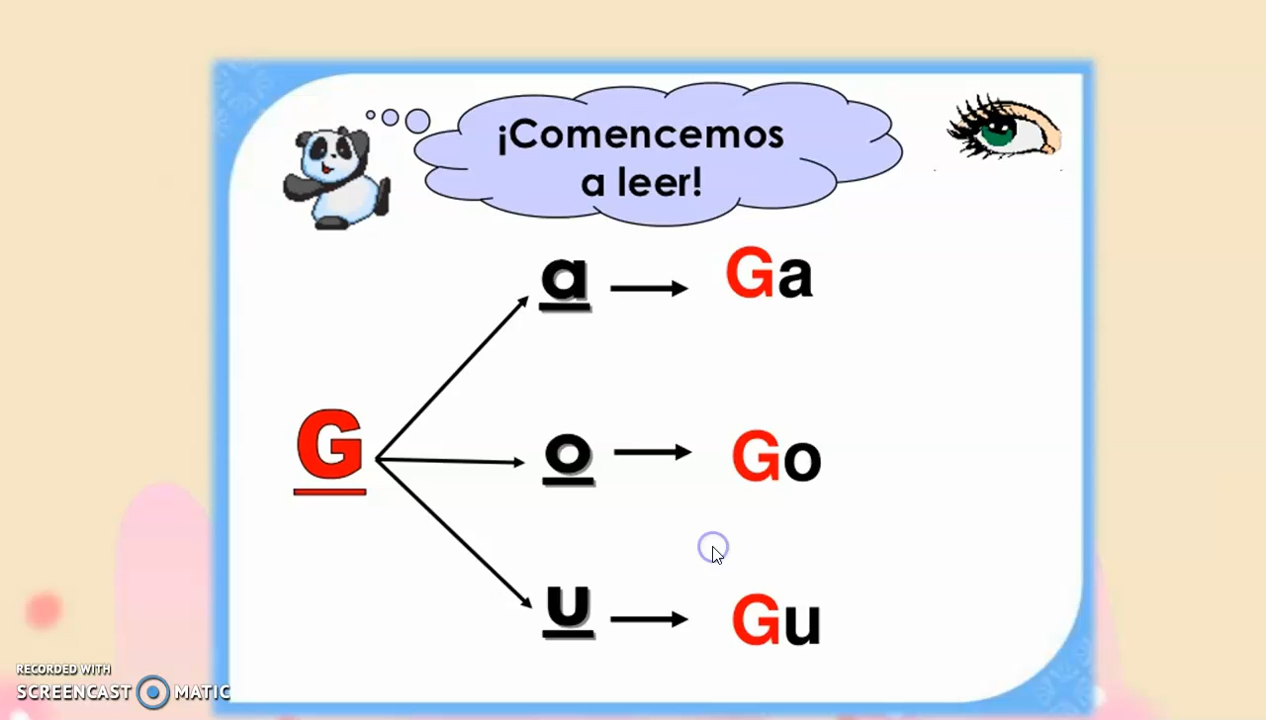 ¡Comencemos
a leer!
a → Ga
G
o → Go
u → Gu
RECORDED WITH
SCREENCAST MATIC